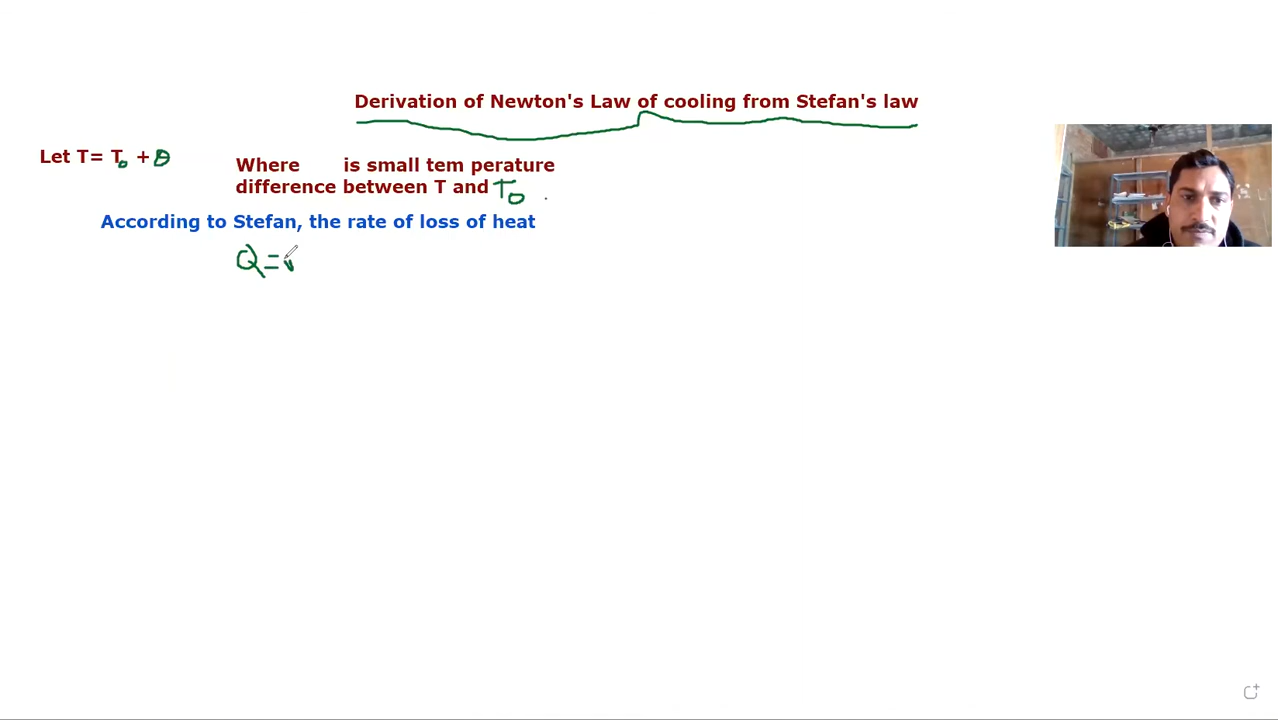 Derivation of Newton's Law of cooling from Stefan's law
Let T= T₀ + θ
Where is small tem perature
difference between T and T₀
According to Stefan, the rate of loss of heat
Q=